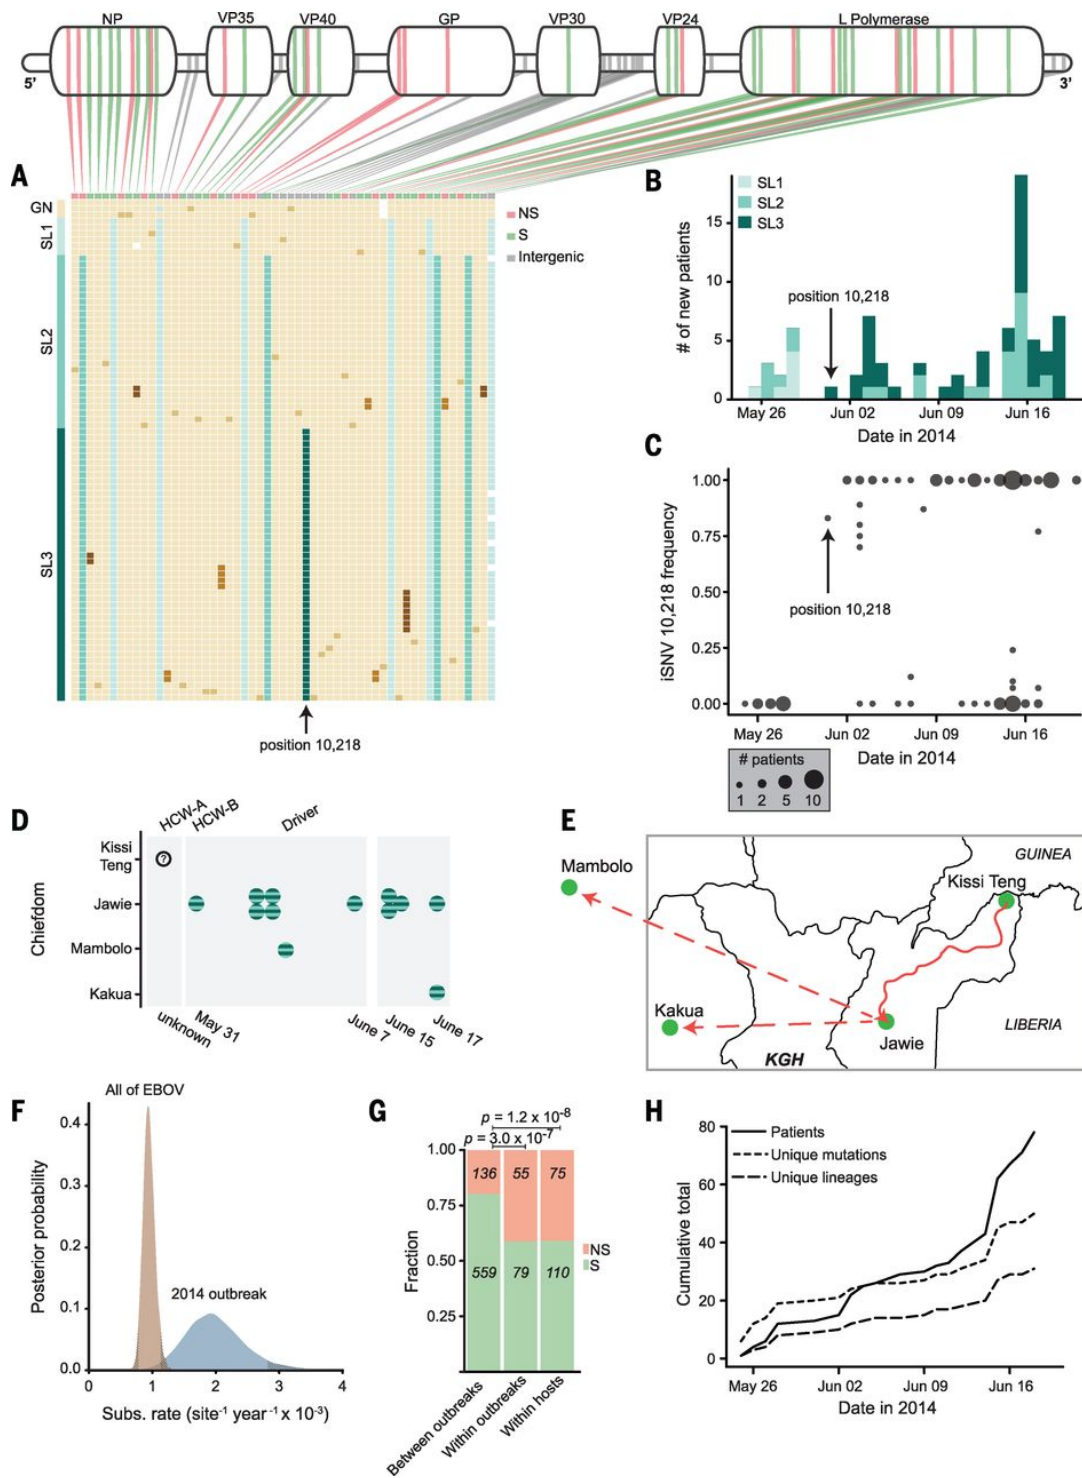 NP VP35 VP40 GP VP30 VP24 L Polymerase
5' 3'
A
GN
SL1
SL2
SL3
NS
S
Intergenic
position 10,218
B
SL1
SL2
SL3
# of new patients
15
10
5
0
position 10,218
May 26 Jun 02 Jun 09 Jun 16
Date in 2014
C
iSNV 10,218 frequency
1.00
0.75
0.50
0.25
0.00
position 10,218
May 26 Jun 02 Jun 09 Jun 16
Date in 2014
# patients
1 2 5 10
D
HCW-A
HCW-B
Driver
Chiefdom
Kissi
Teng
?
Jawie
Mambolo
Kakua
unknown
May 31
June 7
June 15
June 17
E
Mambolo
GUINEA
Kissi Teng
Kakua
LIBERIA
Jawie
KGH
F
All of EBOV
Posterior probability
0.4
0.3
0.2
0.1
0.0
2014 outbreak
0 1 2 3 4
Subs. rate (site⁻¹ year⁻¹ x 10⁻³)
G
p = 1.2 x 10⁻⁸
p = 3.0 x 10⁻⁷
Fraction
1.00
0.75
0.50
0.25
136 55 75
559 79 110
NS
S
Between outbreaks
Within outbreaks
Within hosts
H
Patients
Unique mutations
Unique lineages
Cumulative total
80
60
40
20
0
May 26 Jun 02 Jun 09 Jun 16
Date in 2014